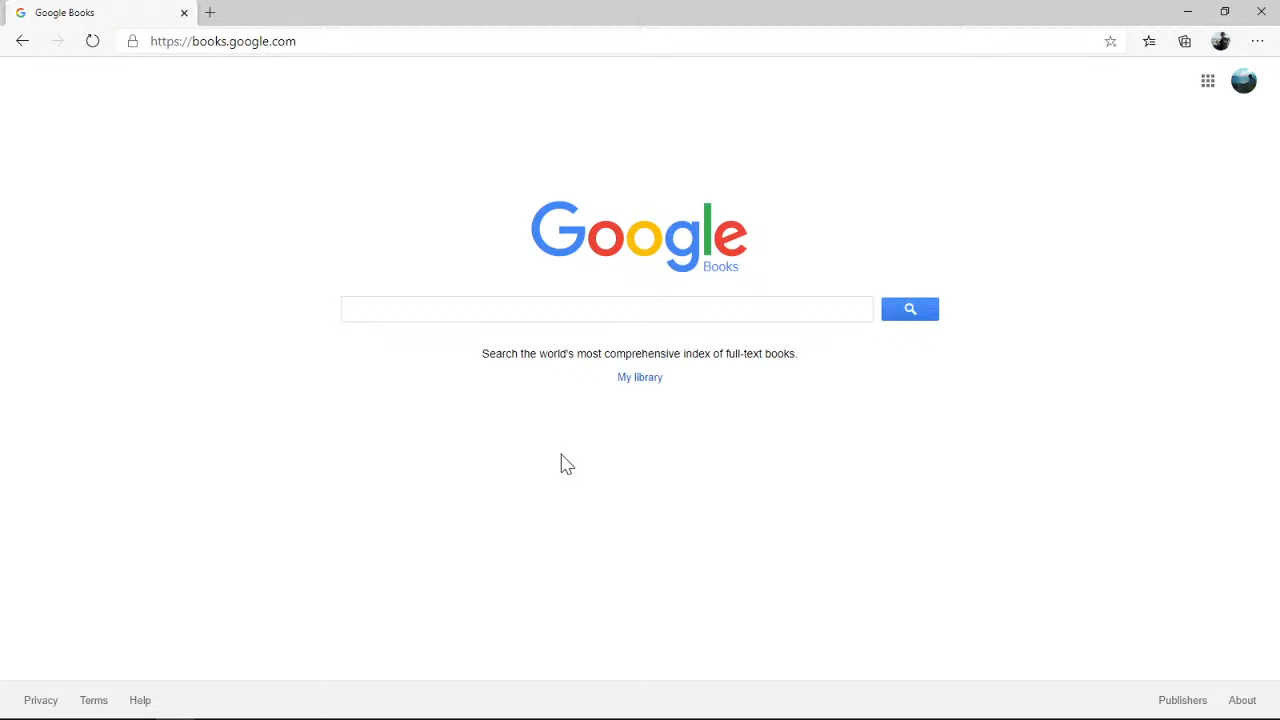 Google Books
https://books.google.com
Google
Books
Search the world's most comprehensive index of full-text books.
My library
Privacy Terms Help Publishers About